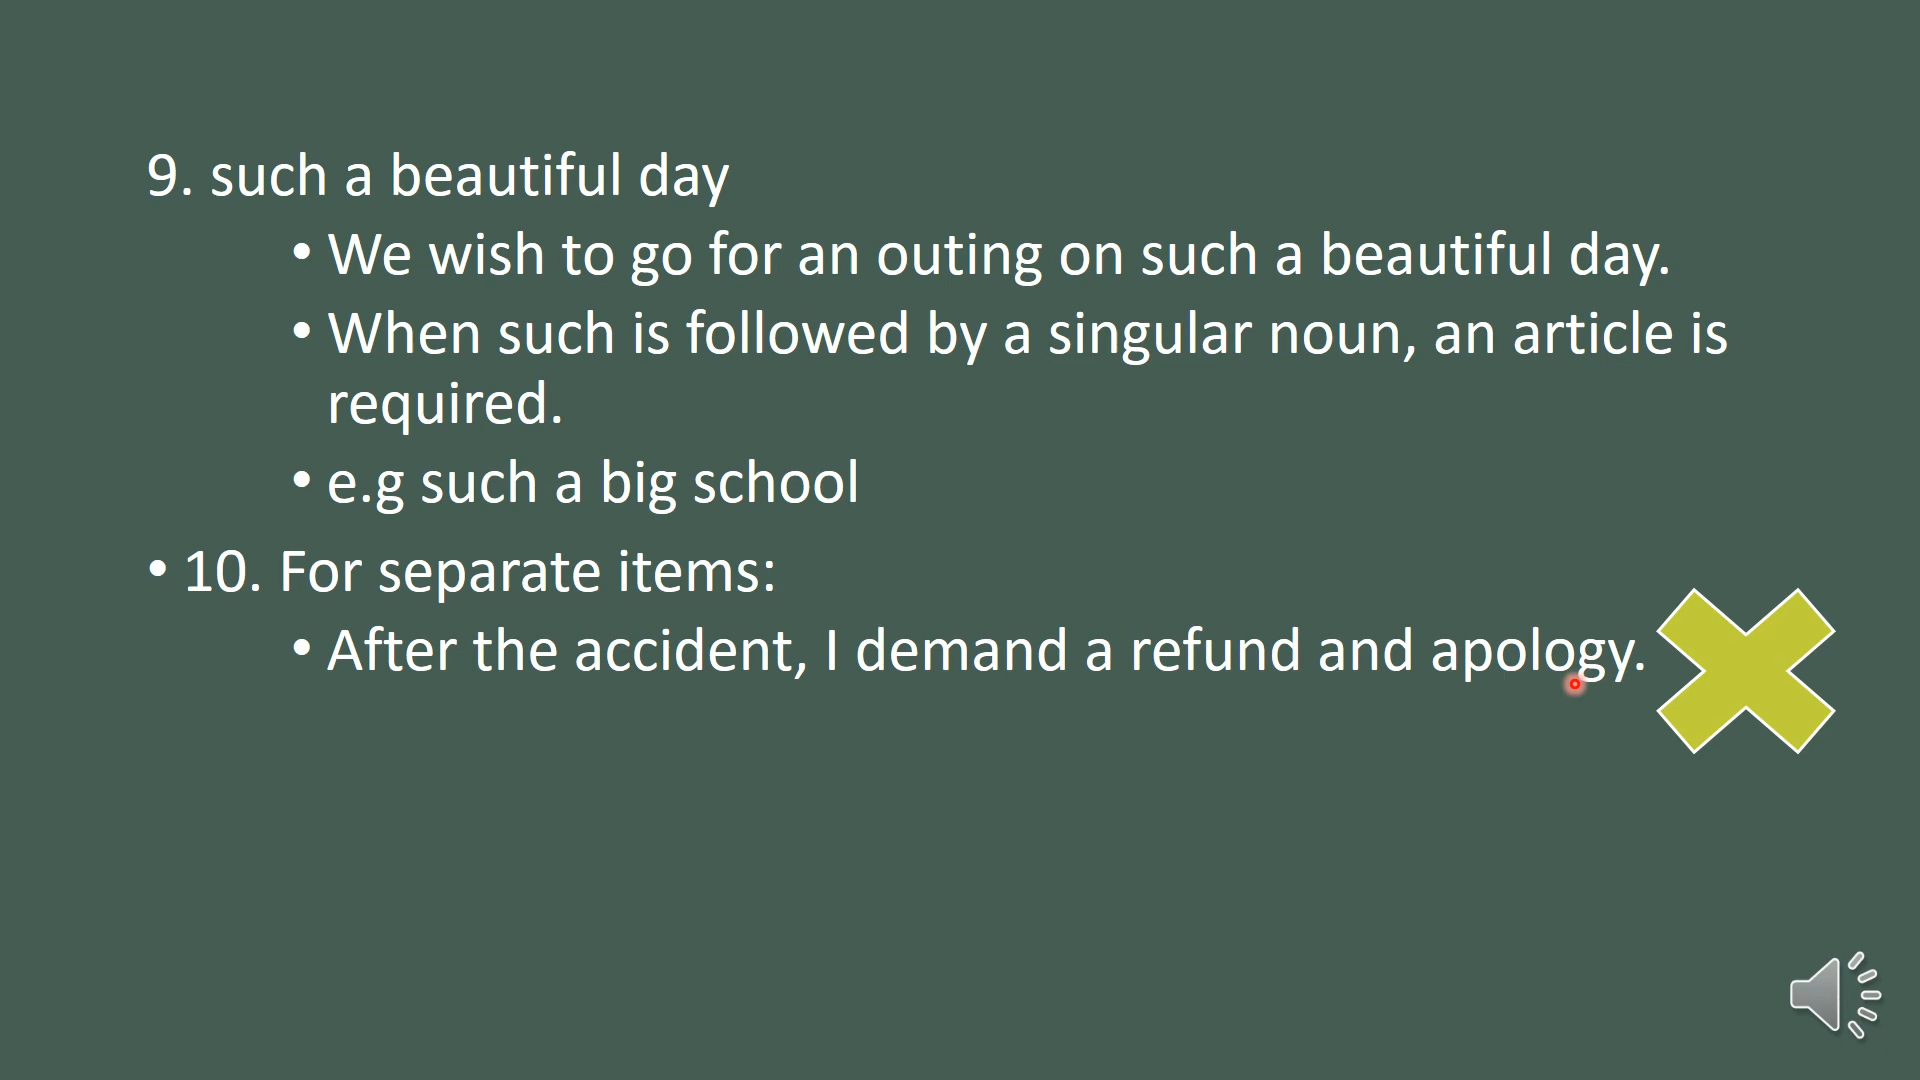 9. such a beautiful day
• We wish to go for an outing on such a beautiful day.
• When such is followed by a singular noun, an article is
required.
• e.g such a big school
• 10. For separate items:
• After the accident, I demand a refund and apology.